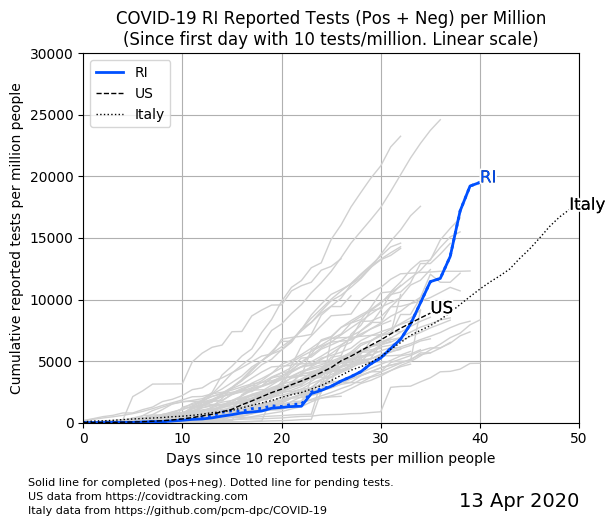 COVID-19 RI Reported Tests (Pos + Neg) per Million
(Since first day with 10 tests/million. Linear scale)
30000
25000
20000
15000
10000
5000
0
Cumulative reported tests per million people
RI
US
Italy
RI
Italy
US
0 10 20 30 40 50
Days since 10 reported tests per million people
Solid line for completed (pos+neg). Dotted line for pending tests.
US data from https://covidtracking.com
Italy data from https://github.com/pcm-dpc/COVID-19
13 Apr 2020